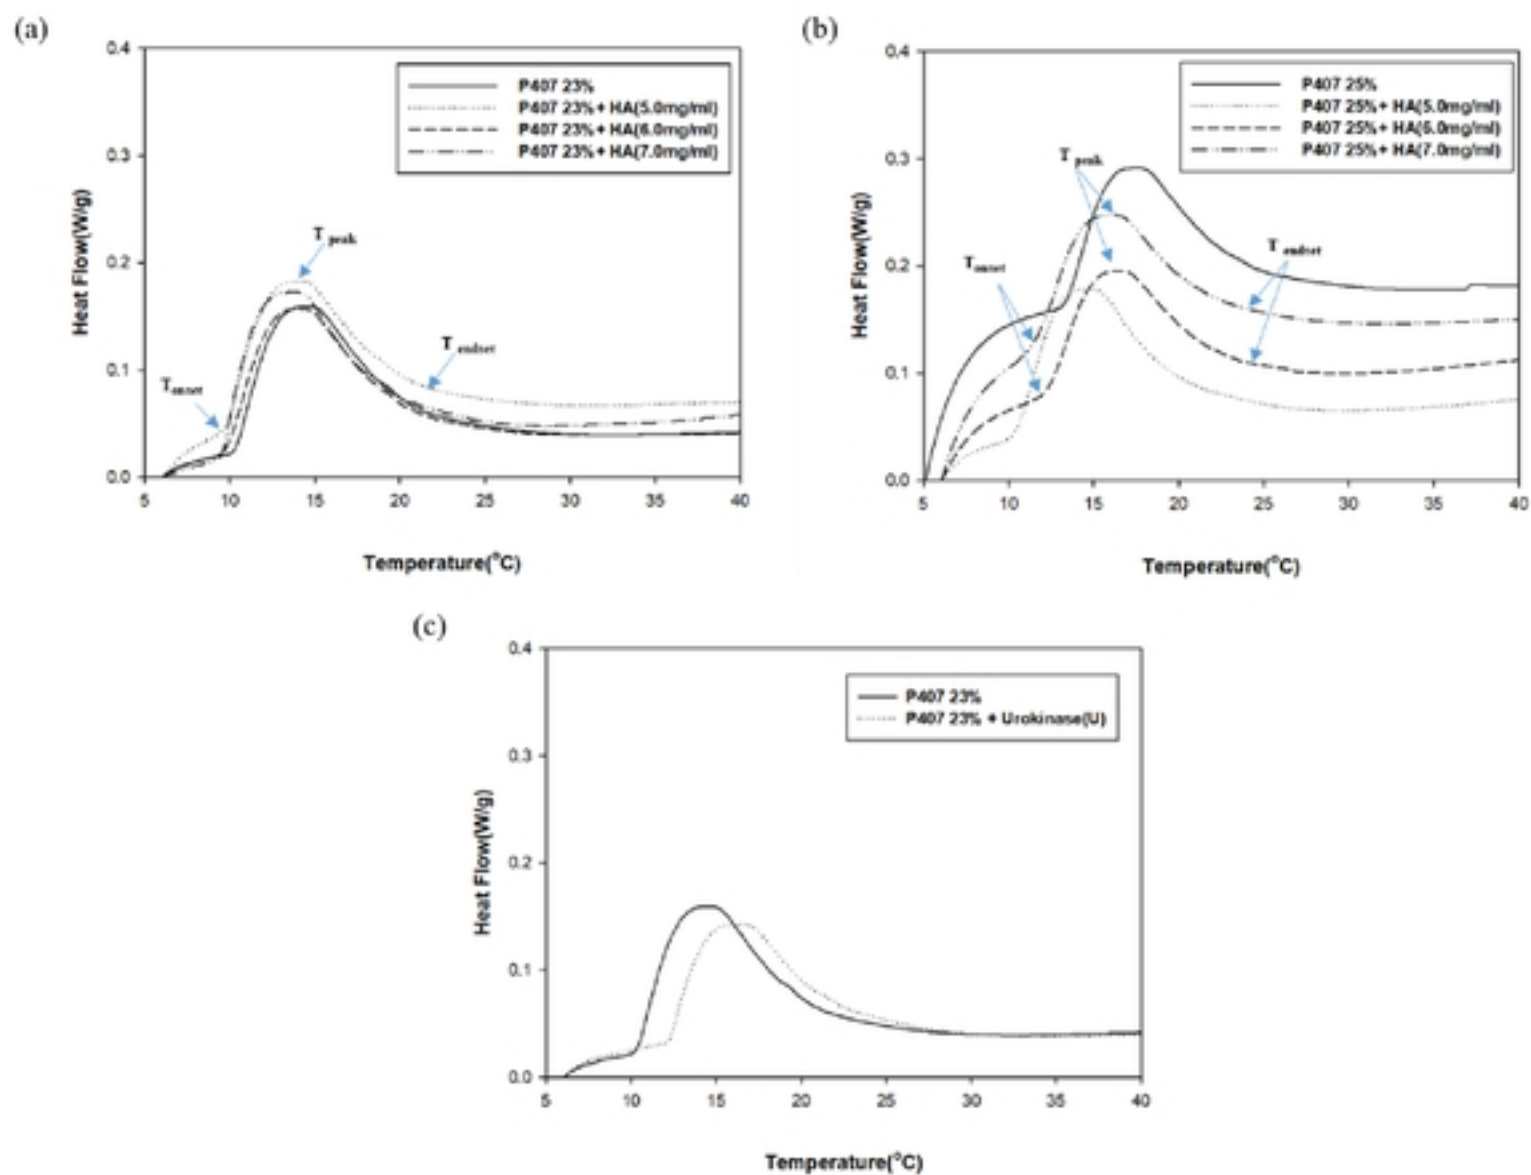 (a)
0.4
0.3
0.2
0.1
0.0
Heat Flow(W/g)
P407 23%
P407 23% + HA(5.0mg/ml)
P407 23% + HA(6.0mg/ml)
P407 23% + HA(7.0mg/ml)
T peak
T endset
Tonset
5 10 15 20 25 30 35 40
Temperature(°C)
(b)
0.4
0.3
0.2
0.1
0.0
Heat Flow(W/g)
P407 25%
P407 25% + HA(5.0mg/ml)
P407 25% + HA(6.0mg/ml)
P407 25% + HA(7.0mg/ml)
T peak
T endset
Tonset
5 10 15 20 25 30 35 40
Temperature(°C)
(c)
0.4
0.3
0.2
0.1
0.0
Heat Flow(W/g)
P407 23%
P407 23% + Urokinase(U)
5 10 15 20 25 30 35 40
Temperature(°C)